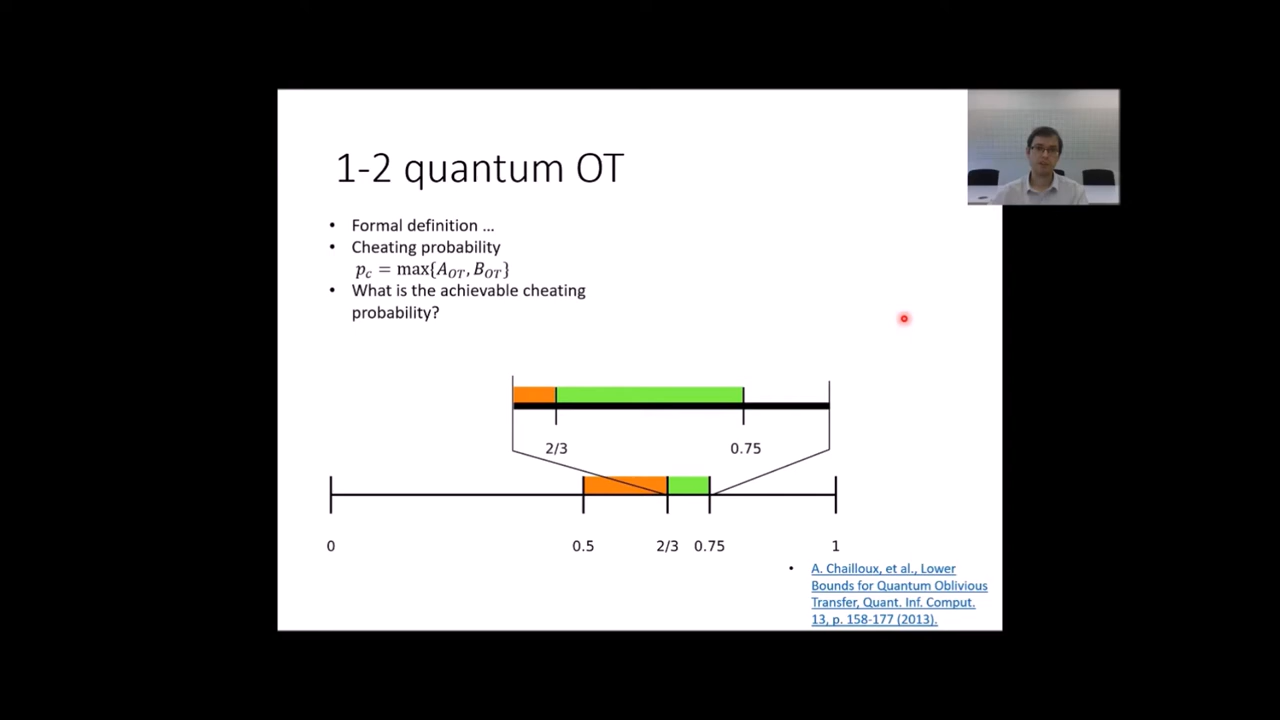 1-2 quantum OT
• Formal definition ...
• Cheating probability
p_c = max{A_OT, B_OT}
• What is the achievable cheating
probability?
2/3 0.75
0 0.5 2/3 0.75 1
• A. Chailloux, et al., Lower
Bounds for Quantum Oblivious
Transfer, Quant. Inf. Comput.
13, p. 158-177 (2013).